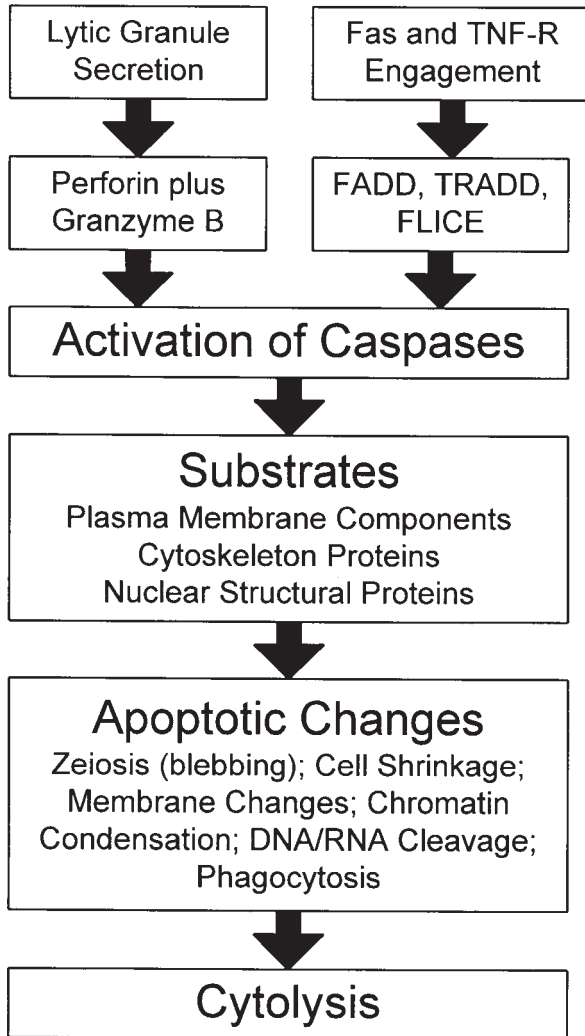 Lytic Granule
Secretion
Fas and TNF-R
Engagement
Perforin plus
Granzyme B
FADD, TRADD,
FLICE
Activation of Caspases
Substrates
Plasma Membrane Components
Cytoskeleton Proteins
Nuclear Structural Proteins
Apoptotic Changes
Zeiosis (blebbing); Cell Shrinkage;
Membrane Changes; Chromatin
Condensation; DNA/RNA Cleavage;
Phagocytosis
Cytolysis